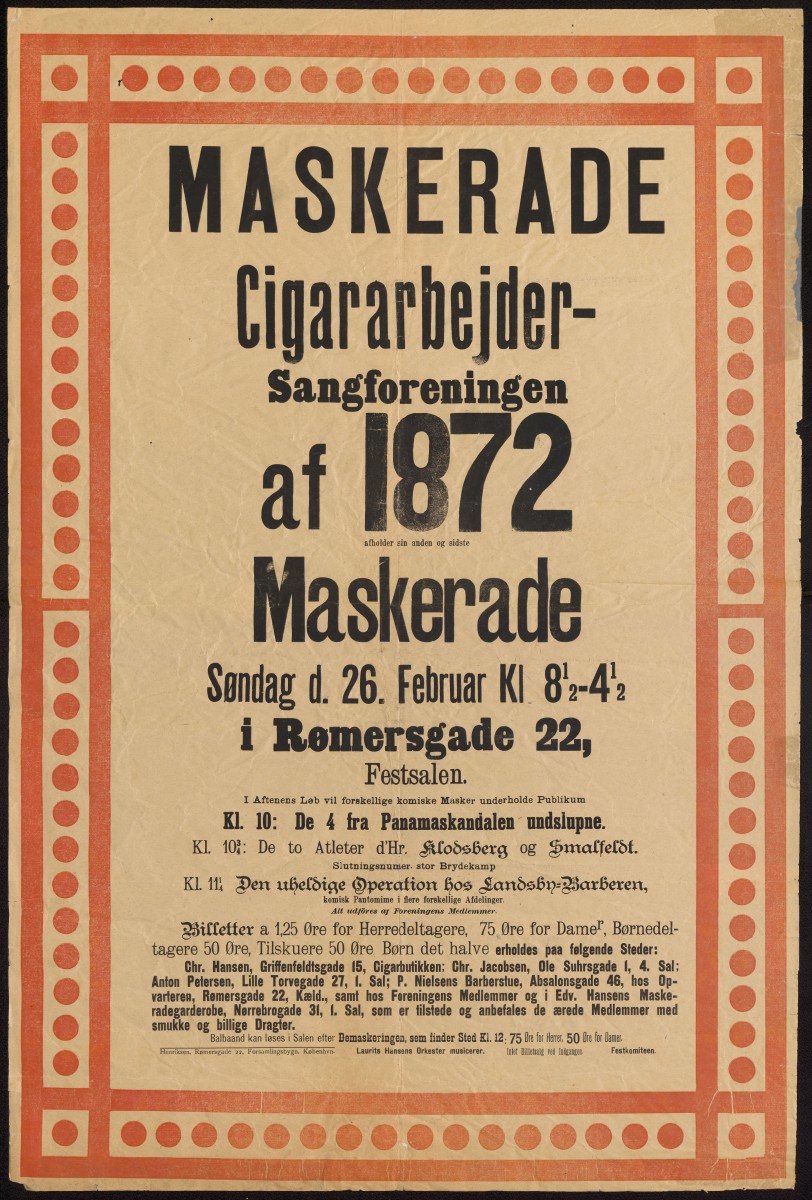 MASKERADE
Cigararbejder-
Sangforeningen
af 1872
afholder sin anden og sidste
Maskerade
Søndag d. 26. Februar Kl 8½-4½
i Rømersgade 22,
Festsalen.
I Aftenens Løb vil forskellige komiske Masker underholde Publikum
Kl. 10: De 4 fra Panamaskandalen undslupne.
Kl. 10¾: De to Atleter d'Hr. Klodsberg og Smalfeldt.
Slutningsnumer. stor Brydekamp
Kl. 11¼ Den uheldige Operation hos Landsby-Barberen,
komisk Pantomime i flere forskellige Afdelinger.
Alt udføres af Foreningens Medlemmer.
Billetter a 1,25 Øre for Herredeltagere, 75 Øre for Damer, Børnedel-
tagere 50 Øre, Tilskuere 50 Øre Børn det halve erholdes paa følgende Steder:
Chr. Hansen, Griffenfeldtsgade 15, Cigarbutikken: Chr. Jacobsen, Ole Suhrsgade 1, 4. Sal:
Anton Petersen, Lille Torvegade 27, 1. Sal; P. Nielsens Barberstue, Absalonsgade 46, hos Op-
varteren, Rømersgade 22, Kæld., samt hos Foreningens Medlemmer og i Edv. Hansens Maske-
radegarderobe, Nørrebrogade 31, 1. Sal, som er tilstede og anbefales de ærede Medlemmer med
smukke og billige Dragter.
Balbaand kan løses i Salen efter Demaskeringen, som finder Sted Kl. 12: 75 Øre for Herrer, 50 Øre for Damer.
Henriksen, Rømersgade 22. Forsamlingsbygn. København. Laurits Hansens Orkester musicerer. Intet Billetsalg ved Indgangen Festkomiteen.